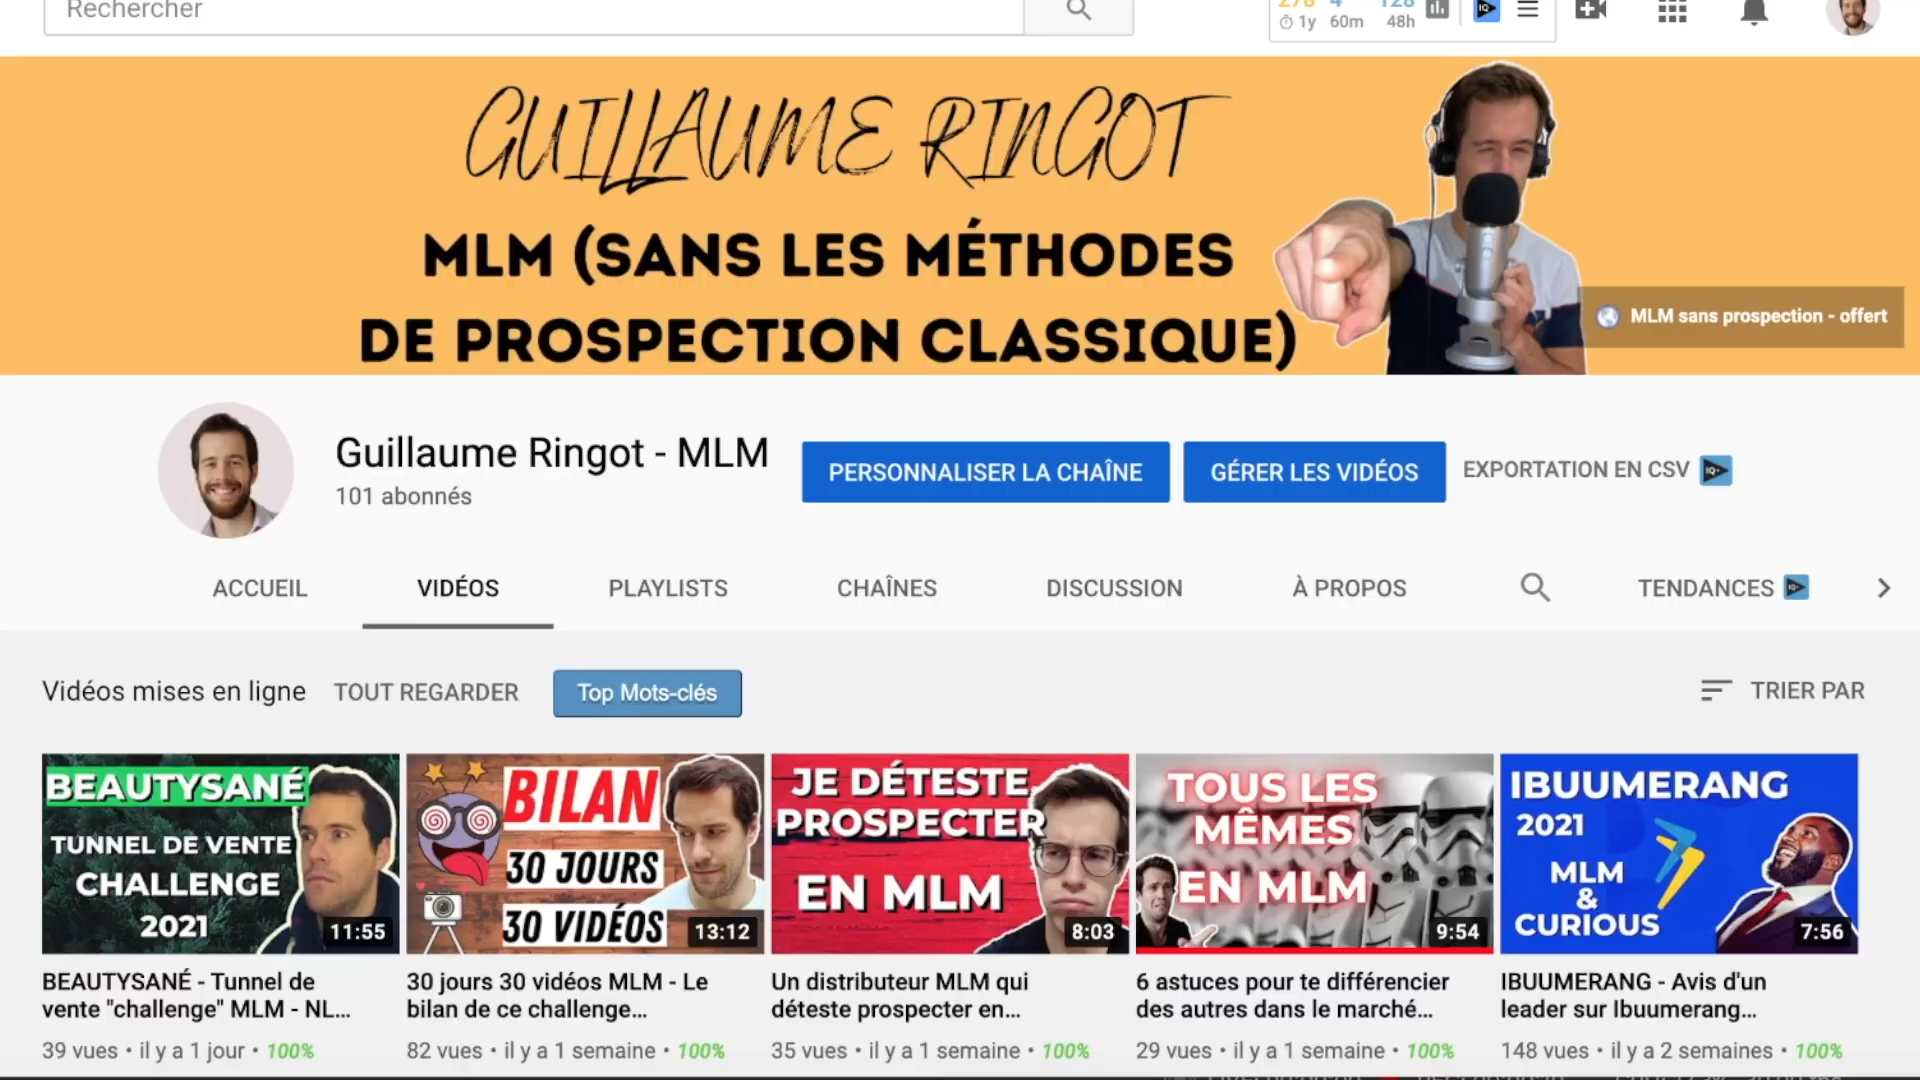 Rechercher
278 4 128
1y 60m 48h
GUILLAUME RINGOT
MLM (SANS LES MÉTHODES
DE PROSPECTION CLASSIQUE)
MLM sans prospection - offert
Guillaume Ringot - MLM
101 abonnés
PERSONNALISER LA CHAÎNE
GÉRER LES VIDÉOS
EXPORTATION EN CSV
ACCUEIL
VIDÉOS
PLAYLISTS
CHAÎNES
DISCUSSION
À PROPOS
TENDANCES
Vidéos mises en ligne
TOUT REGARDER
Top Mots-clés
TRIER PAR
BEAUTYSANÉ
TUNNEL DE VENTE
CHALLENGE
2021
11:55
BILAN
30 JOURS
30 VIDÉOS
13:12
JE DÉTESTE
PROSPECTER
EN MLM
8:03
TOUS LES
MÊMES
EN MLM
9:54
IBUUMERANG
2021
MLM
&
CURIOUS
7:56
BEAUTYSANÉ - Tunnel de
vente "challenge" MLM - NL...
39 vues • il y a 1 jour • 100%
30 jours 30 vidéos MLM - Le
bilan de ce challenge...
82 vues • il y a 1 semaine • 100%
Un distributeur MLM qui
déteste prospecter en...
35 vues • il y a 1 semaine • 100%
6 astuces pour te différencier
des autres dans le marché...
29 vues • il y a 1 semaine • 100%
IBUUMERANG - Avis d'un
leader sur Ibuumerang...
148 vues • il y a 2 semaines • 100%